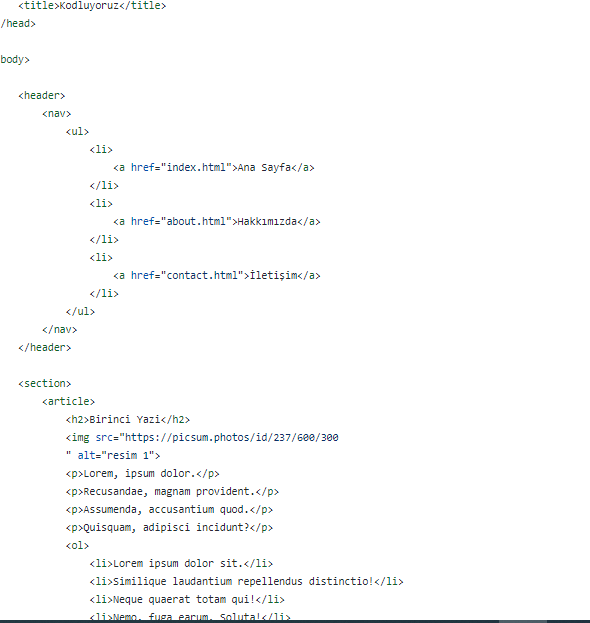 <title>Kodluyoruz</title>
/head>
body>
<header>
<nav>
<ul>
<li>
<a href="index.html">Ana Sayfa</a>
</li>
<li>
<a href="about.html">Hakkımızda</a>
</li>
<li>
<a href="contact.html">İletişim</a>
</li>
</ul>
</nav>
</header>
<section>
<article>
<h2>Birinci Yazi</h2>
<img src="https://picsum.photos/id/237/600/300
" alt="resim 1">
<p>Lorem, ipsum dolor.</p>
<p>Recusandae, magnam provident.</p>
<p>Assumenda, accusantium quod.</p>
<p>Quisquam, adipisci incidunt?</p>
<ol>
<li>Lorem ipsum dolor sit.</li>
<li>Similique laudantium repellendus distinctio!</li>
<li>Neque quaerat totam qui!</li>
<li>Nemo, fuga earum. Soluta!</li>